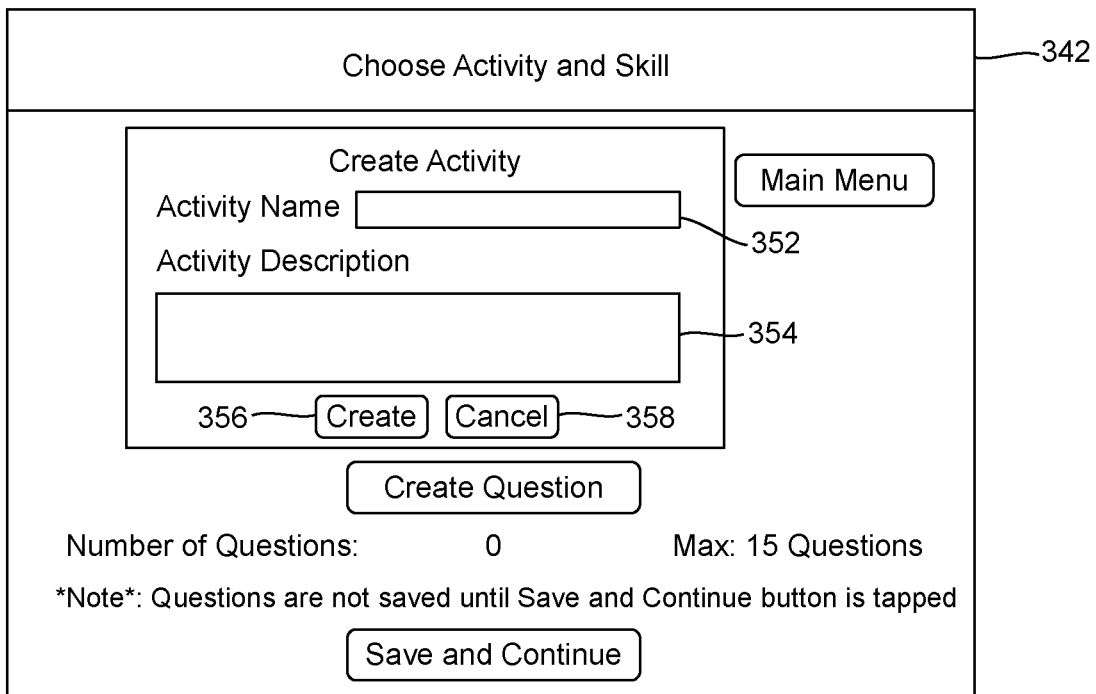 Choose Activity and Skill
342
Create Activity
Main Menu
Activity Name
352
Activity Description
354
356 Create Cancel 358
Create Question
Number of Questions: 0 Max: 15 Questions
*Note*: Questions are not saved until Save and Continue button is tapped
Save and Continue